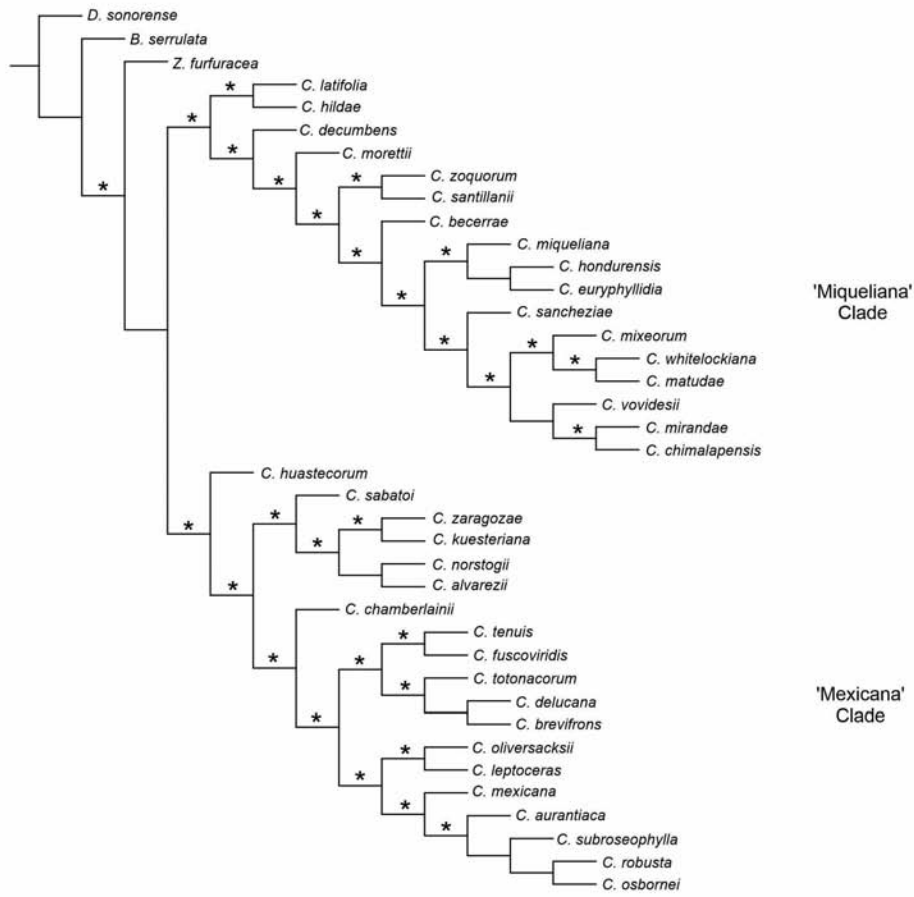 D. sonorense
B. serrulata
Z. furfuracea
C. latifolia
*
C. hildae
*
C. decumbens
*
C. morettii
*
C. zoquorum
*
C. santillanii
*
C. becerrae
*
C. miqueliana
*
C. hondurensis
C. euryphyllidia
*
'Miqueliana'
Clade
C. sancheziae
C. mixeorum
*
*
C. whitelockiana
*
C. matudae
*
C. vovidesii
C. mirandae
*
C. chimalapensis
C. huastecorum
C. sabatoi
*
C. zaragozae
*
*
C. kuesteriana
*
C. norstogii
C. alvarezii
*
C. chamberlainii
C. tenuis
*
C. fuscoviridis
*
*
C. totonacorum
*
C. delucana
'Mexicana'
Clade
C. brevifrons
*
C. oliversacksii
*
C. leptoceras
*
C. mexicana
*
C. aurantiaca
*
C. subroseophylla
C. robusta
C. osbornei